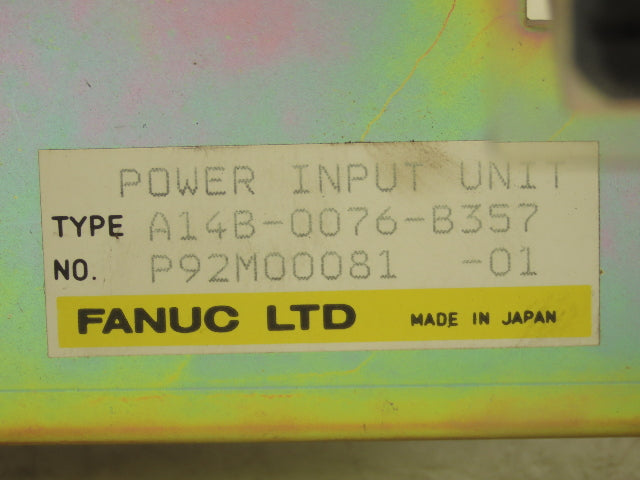 POWER INPUT UNIT
TYPE A14B-0076-B357
NO. P92M00081 -01
FANUC LTD MADE IN JAPAN